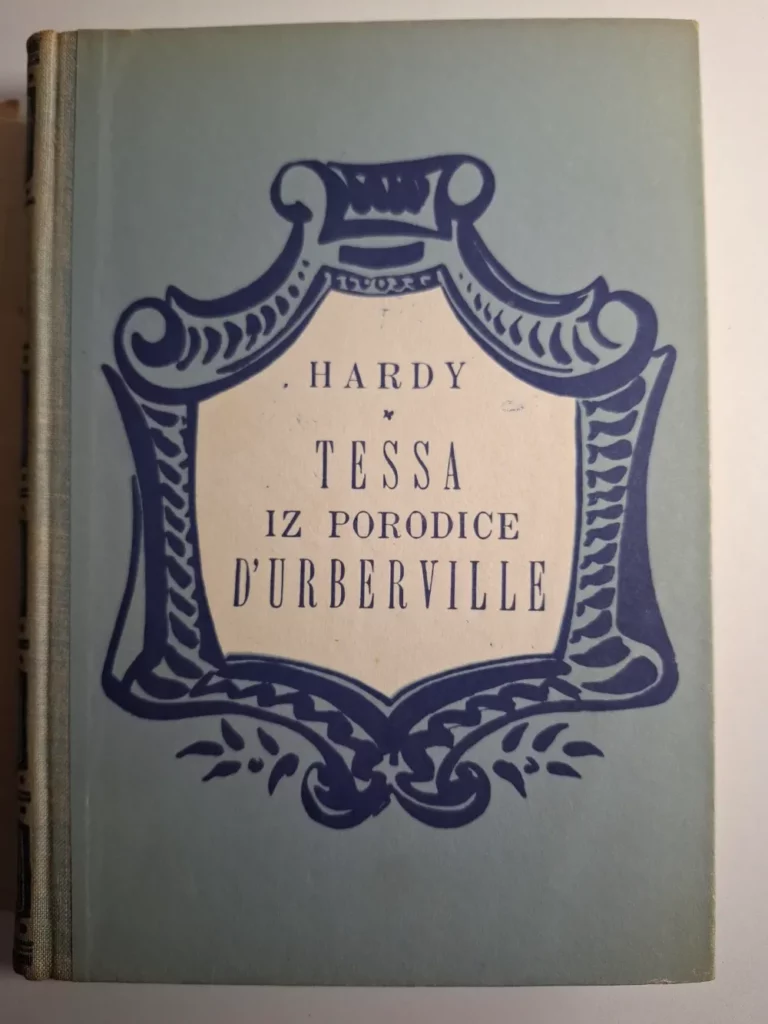 HARDY
TESSA
IZ PORODICE
D'URBERVILLE